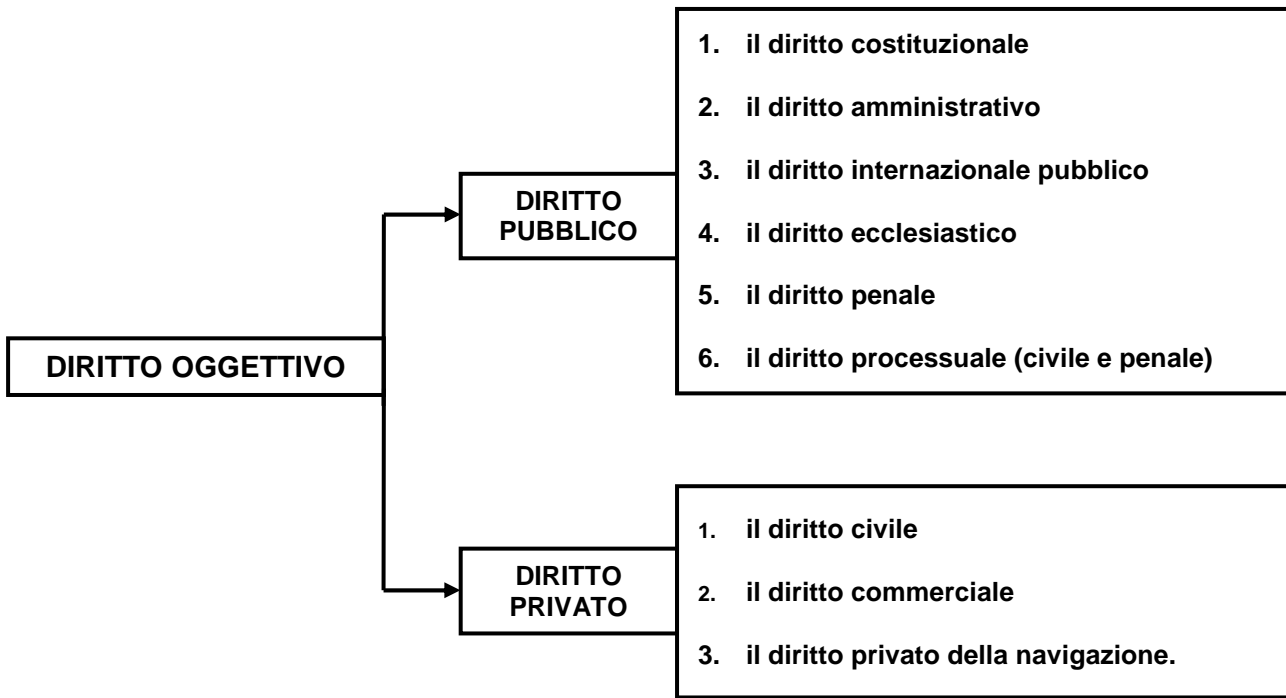 DIRITTO OGGETTIVO
DIRITTO
PUBBLICO
1. il diritto costituzionale
2. il diritto amministrativo
3. il diritto internazionale pubblico
4. il diritto ecclesiastico
5. il diritto penale
6. il diritto processuale (civile e penale)
DIRITTO
PRIVATO
1. il diritto civile
2. il diritto commerciale
3. il diritto privato della navigazione.